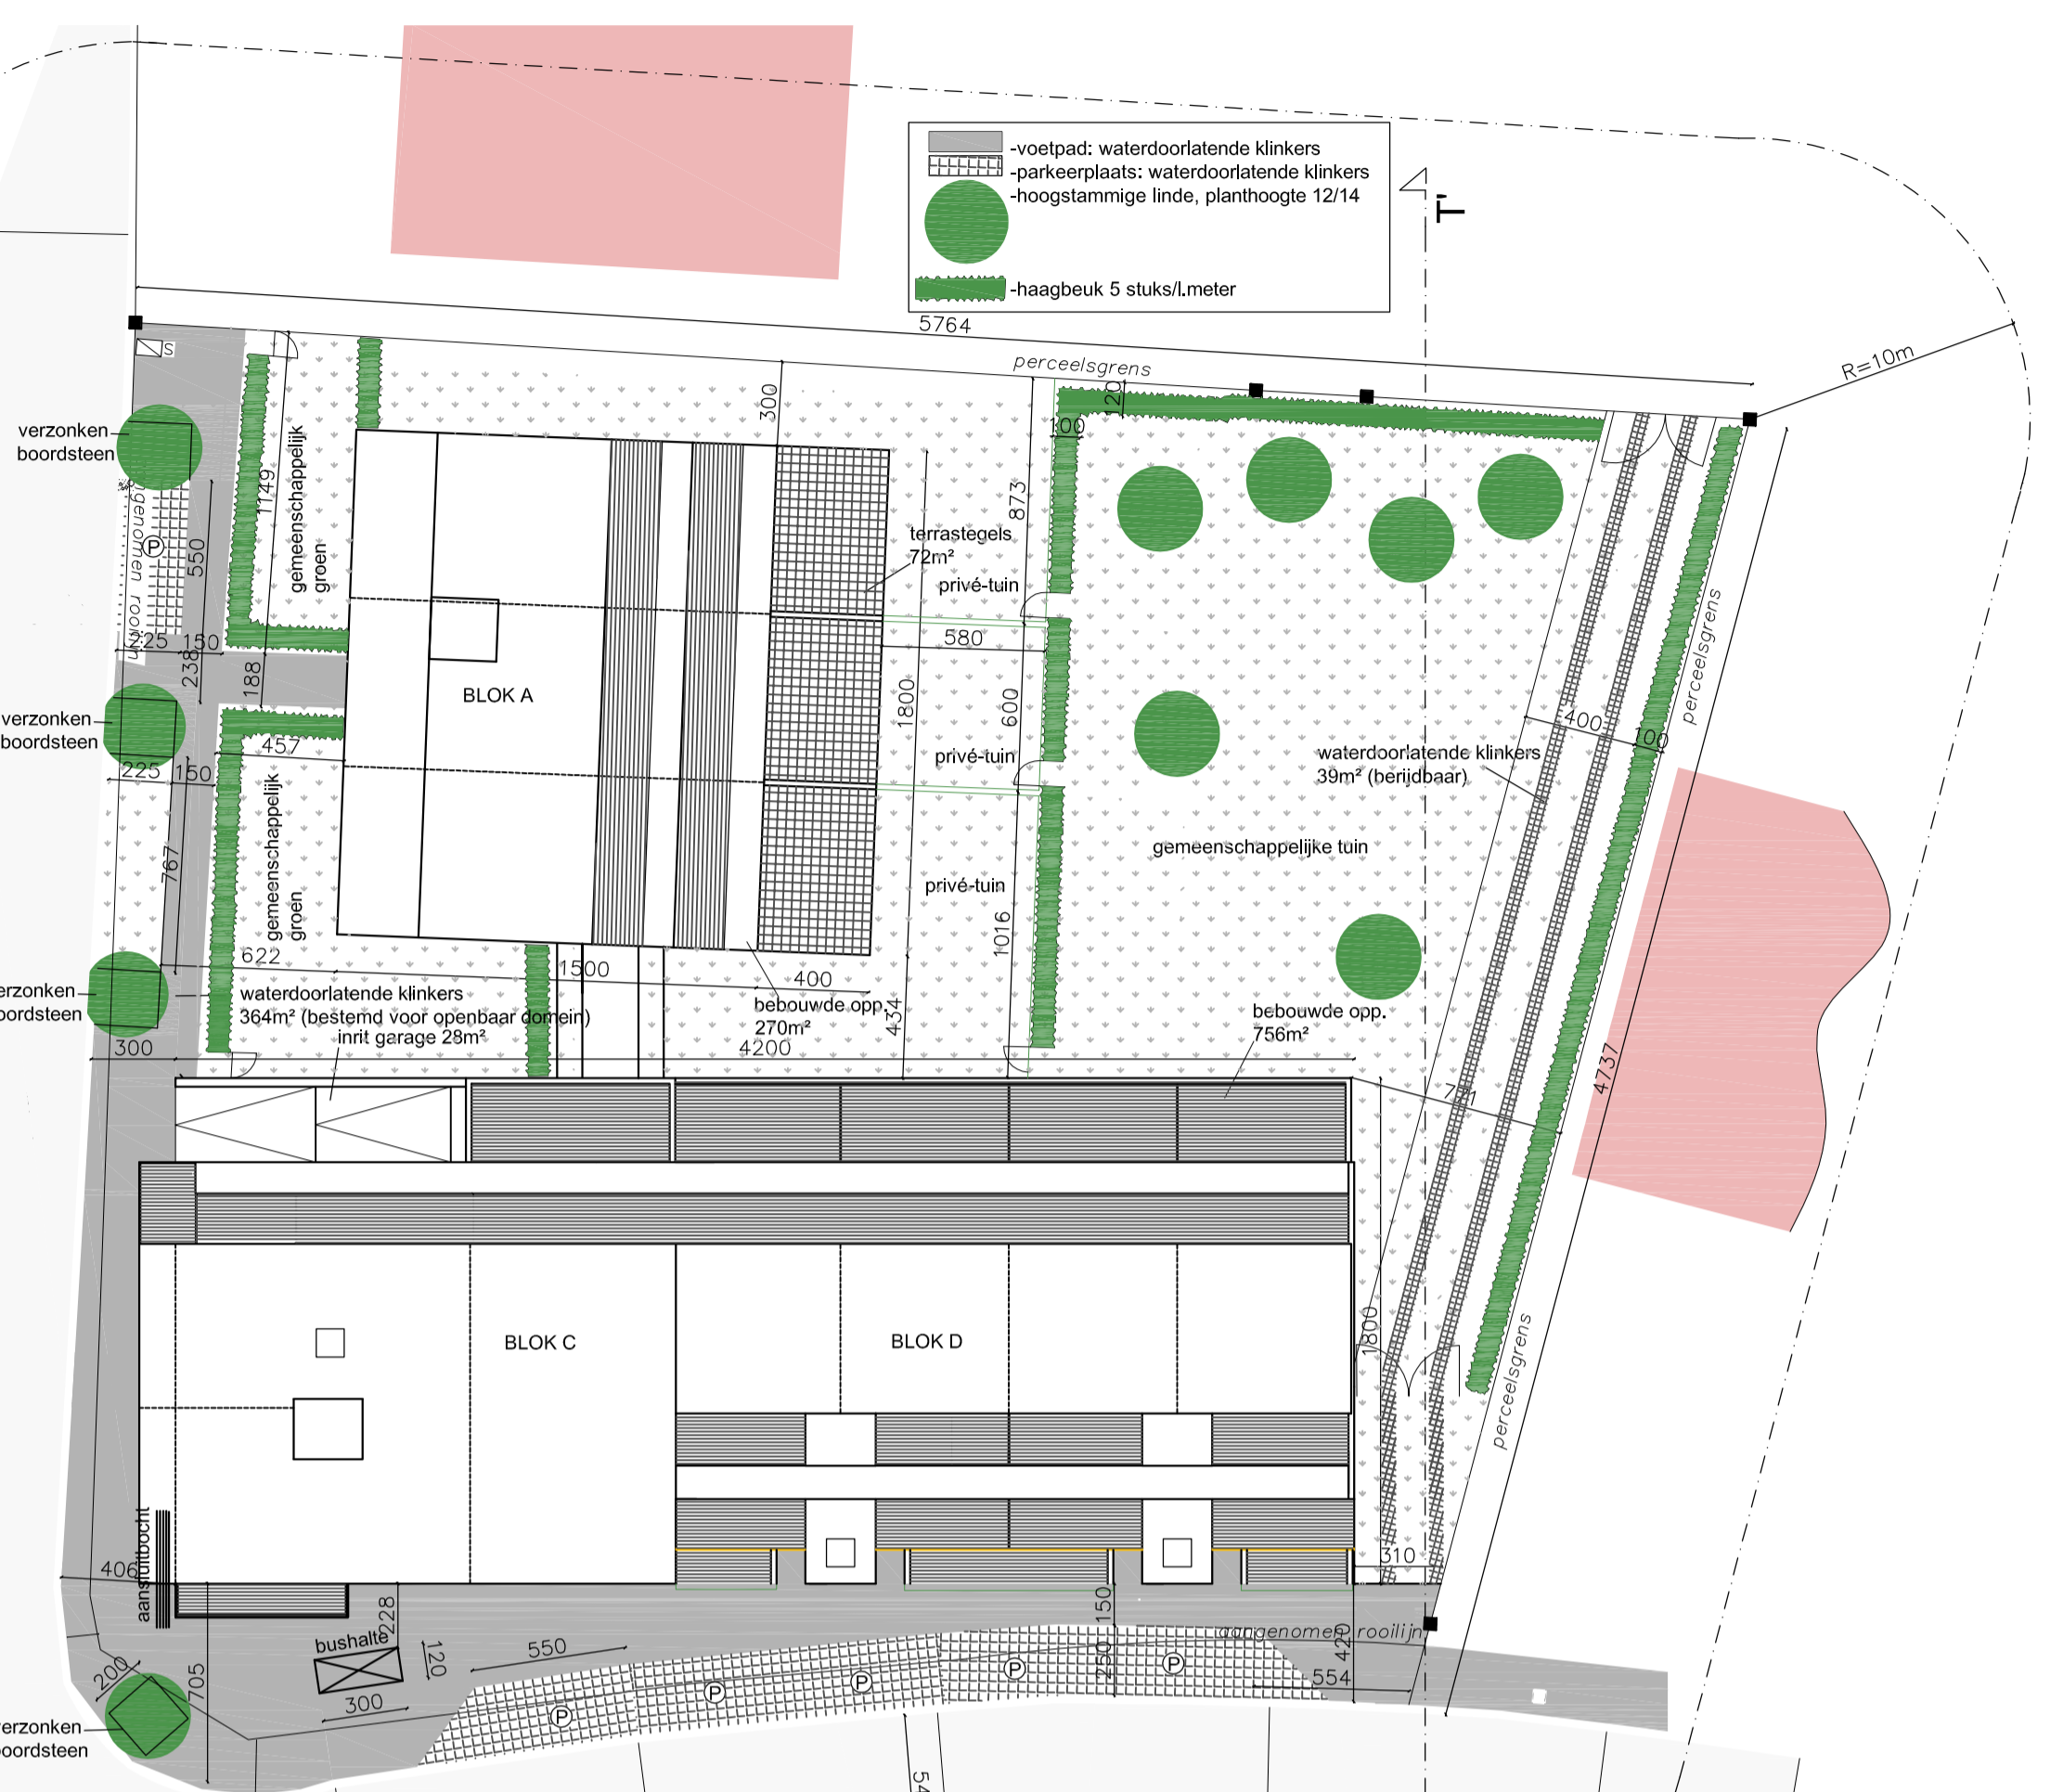 -voetpad: waterdoorlatende klinkers
-parkeerplaats: waterdoorlatende klinkers
-hoogstammige linde, planthoogte 12/14
-haagbeuk 5 stuks/l.meter
T'
5764
perceelsgrens
R=10m
S
verzonken
boordsteen
300
120
100
1149
gemeenschappelijk
groen
873
550
terrastegels
72m²
privé-tuin
225
150
238
188
580
BLOK A
1800
600
perceelsgrens
400
100
verzonken
boordsteen
457
privé-tuin
waterdoorlatende klinkers
39m² (berijdbaar)
225
150
gemeenschappelijk
groen
767
gemeenschappelijke tuin
privé-tuin
1016
622
1500
400
waterdoorlatende klinkers
364m² (bestemd voor openbaar domein)
inrit garage 28m²
bebouwde opp.
270m²
434
bebouwde opp.
756m²
300
4200
4737
P
BLOK C
BLOK D
1800
perceelsgrens
aansluitbocht
406
310
228
150
bushalte
120
550
250
aangenomen rooilijn
420
554
200
705
300
P
P
P
P
P
verzonken
boordsteen